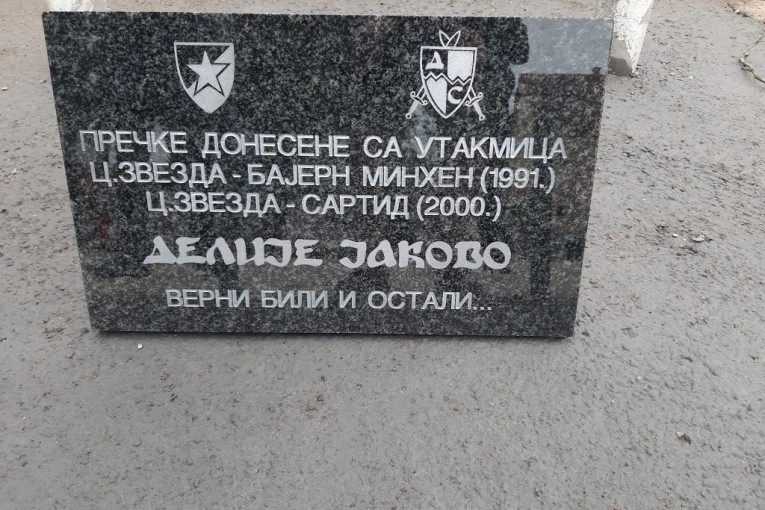 Д
С
ПРЕЧКЕ ДОНЕСЕНЕ СА УТАКМИЦА
Ц.ЗВЕЗДА - БАЈЕРН МИНХЕН (1991.)
Ц.ЗВЕЗДА - САРТИД (2000.)
ДЕЛИЈЕ ЈАКОВО
ВЕРНИ БИЛИ И ОСТАЛИ...